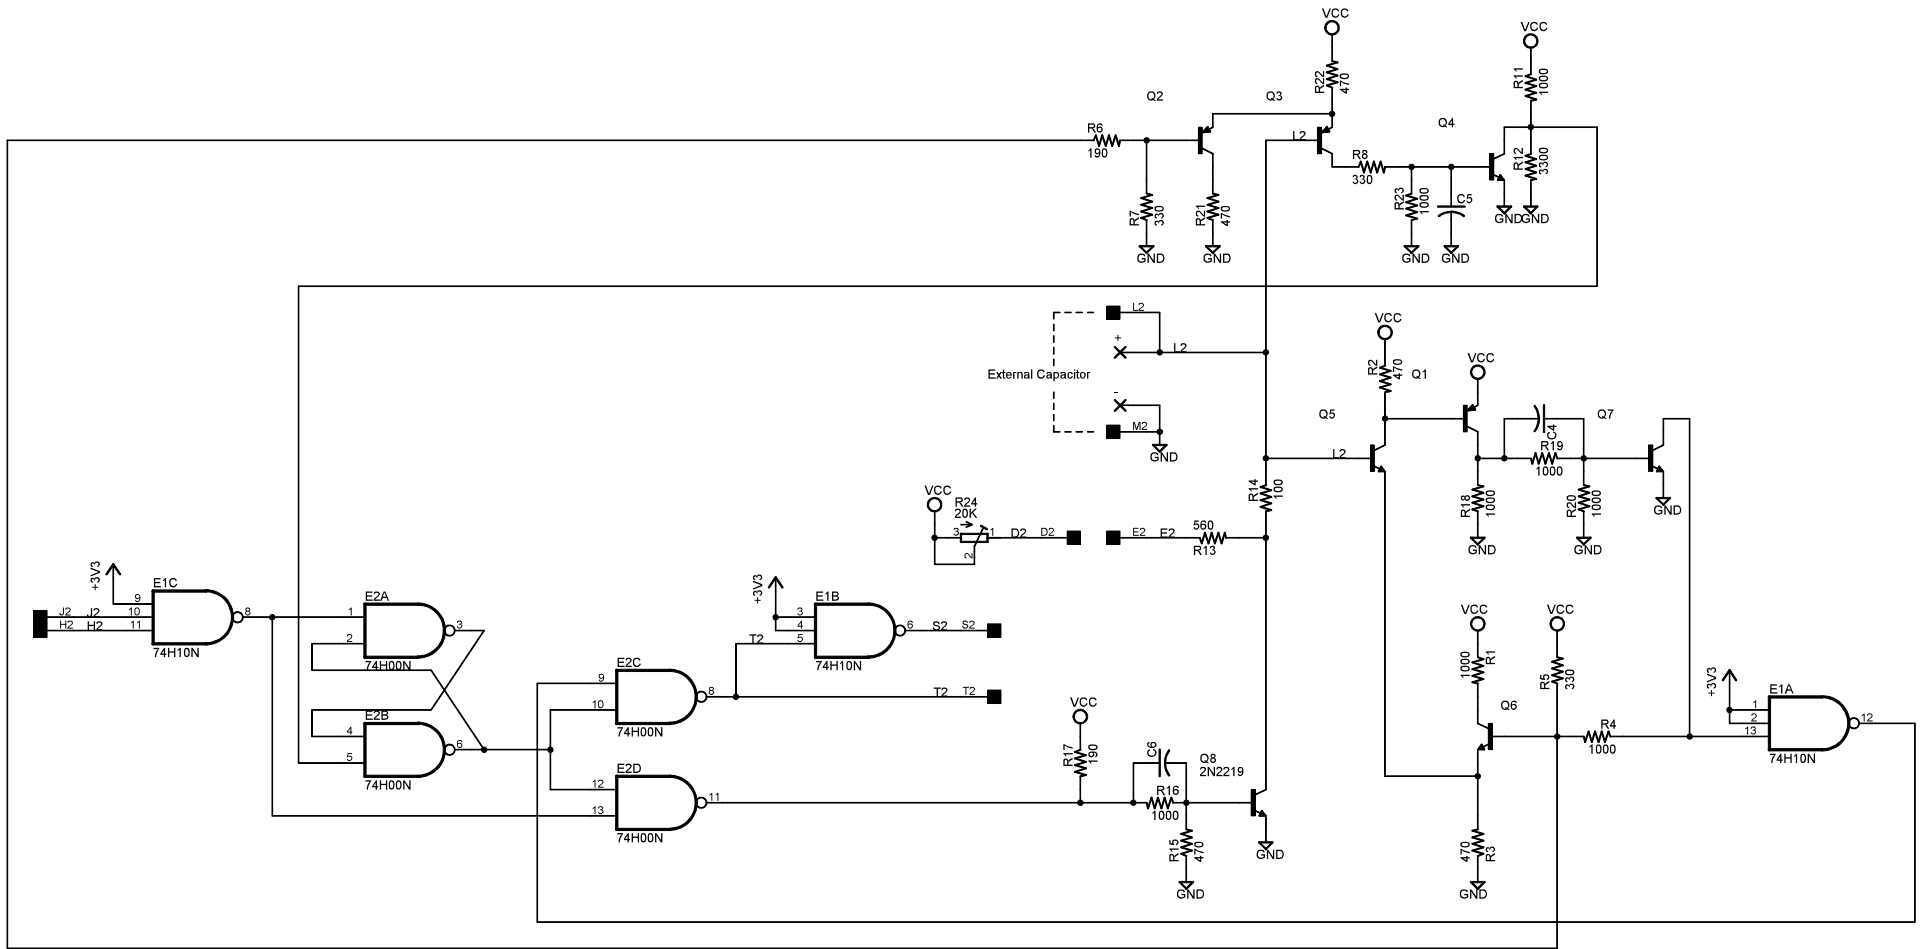 VCC
R22
470
VCC
R11
1000
Q2
Q3
Q4
R6
190
L2
R8
330
R12
3300
R7
330
R21
470
R23
1000
C5
GND
GND
GND
GND
GND
GND
L2
+
L2
External Capacitor
-
M2
GND
VCC
R2
470
Q1
VCC
Q5
Q7
C4
R19
1000
L2
R14
100
R18
1000
R20
1000
GND
GND
GND
VCC
R24
20K
3
1
2
D2
D2
E2
E2
560
R13
+3V3
E1C
9
J2
J2
10
H2
H2
11
8
74H10N
E2A
1
2
3
74H00N
E2B
4
5
6
74H00N
+3V3
E1B
3
4
T2
5
6
S2
S2
74H10N
E2C
9
10
8
T2
T2
74H00N
E2D
12
13
11
74H00N
VCC
R17
190
C6
Q8
2N2219
R16
1000
R15
470
GND
GND
VCC
1000
R1
VCC
R5
330
Q6
R4
1000
470
R3
GND
+3V3
E1A
1
2
13
12
74H10N